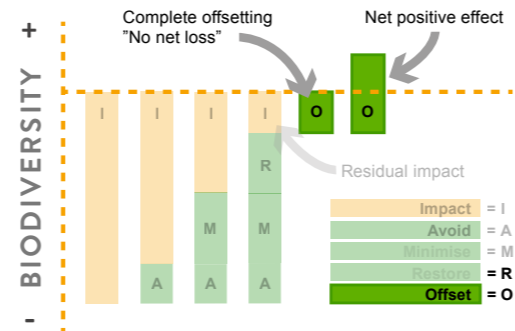 Complete offsetting
”No net loss”
Net positive effect
+
BIODIVERSITY
-
I I I I O O
R
M M
A A A
Residual impact
Impact = I
Avoid = A
Minimise = M
Restore = R
Offset = O